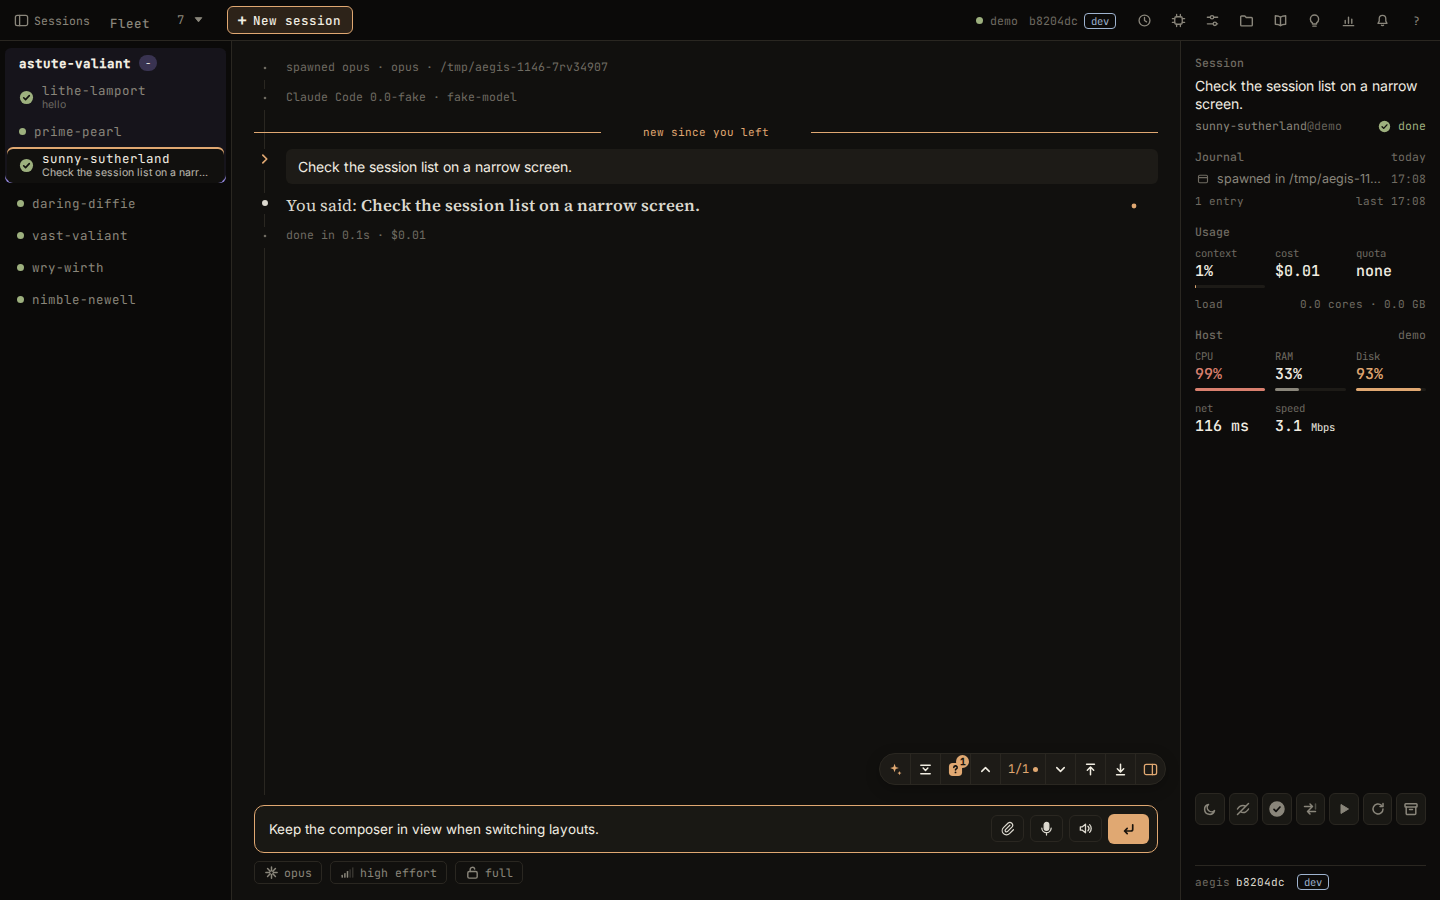 Sessions Fleet 7 + New session demo b8204dc dev ?
astute-valiant -
lithe-lamport
hello
prime-pearl
sunny-sutherland
Check the session list on a narr...
daring-diffie
vast-valiant
wry-wirth
nimble-newell
spawned opus · opus · /tmp/aegis-1146-7rv34907
Claude Code 0.0-fake · fake-model
new since you left
Check the session list on a narrow screen.
You said: Check the session list on a narrow screen.
done in 0.1s · $0.01
? 1 1/1
Keep the composer in view when switching layouts.
opus high effort full
Session
Check the session list on a narrow
screen.
sunny-sutherland@demo done
Journal today
spawned in /tmp/aegis-11... 17:08
1 entry last 17:08
Usage
context cost quota
1% $0.01 none
load 0.0 cores · 0.0 GB
Host demo
CPU RAM Disk
99% 33% 93%
net speed
116 ms 3.1 Mbps
aegis b8204dc dev